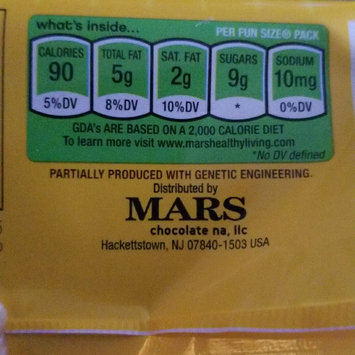 what's inside...
PER FUN SIZE® PACK
CALORIES
90
5%DV
TOTAL FAT
5g
8%DV
SAT. FAT
2g
10%DV
SUGARS
9g
*
SODIUM
10mg
0%DV
GDA's ARE BASED ON A 2,000 CALORIE DIET
To learn more visit www.marshealthyliving.com
*No DV defined
PARTIALLY PRODUCED WITH GENETIC ENGINEERING.
Distributed by
MARS
chocolate na, llc
Hackettstown, NJ 07840-1503 USA